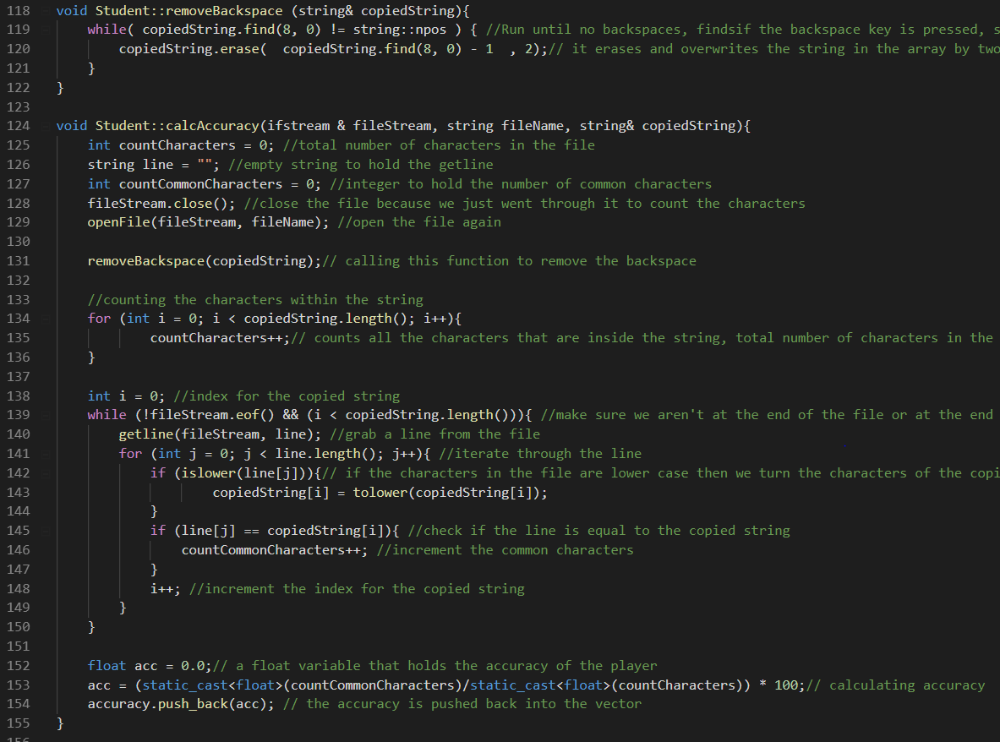 118 void Student::removeBackspace (string& copiedString){
119     while( copiedString.find(8, 0) != string::npos ) { //Run until no backspaces, findsif the backspace key is pressed, s
120         copiedString.erase(  copiedString.find(8, 0) - 1  , 2);// it erases and overwrites the string in the array by two
121     }
122 }
123
124 void Student::calcAccuracy(ifstream & fileStream, string fileName, string& copiedString){
125     int countCharacters = 0; //total number of characters in the file
126     string line = ""; //empty string to hold the getline
127     int countCommonCharacters = 0; //integer to hold the number of common characters
128     fileStream.close(); //close the file because we just went through it to count the characters
129     openFile(fileStream, fileName); //open the file again
130
131     removeBackspace(copiedString);// calling this function to remove the backspace
132
133     //counting the characters within the string
134     for (int i = 0; i < copiedString.length(); i++){
135             countCharacters++;// counts all the characters that are inside the string, total number of characters in the
136     }
137
138     int i = 0; //index for the copied string
139     while (!fileStream.eof() && (i < copiedString.length())){ //make sure we aren't at the end of the file or at the end
140         getline(fileStream, line); //grab a line from the file
141         for (int j = 0; j < line.length(); j++){ //iterate through the line
142             if (islower(line[j])){// if the characters in the file are lower case then we turn the characters of the copi
143                     copiedString[i] = tolower(copiedString[i]);
144             }
145             if (line[j] == copiedString[i]){ //check if the line is equal to the copied string
146                 countCommonCharacters++; //increment the common characters
147             }
148             i++; //increment the index for the copied string
149         }
150     }
151
152     float acc = 0.0;// a float variable that holds the accuracy of the player
153     acc = (static_cast<float>(countCommonCharacters)/static_cast<float>(countCharacters)) * 100;// calculating accuracy
154     accuracy.push_back(acc); // the accuracy is pushed back into the vector
155 }